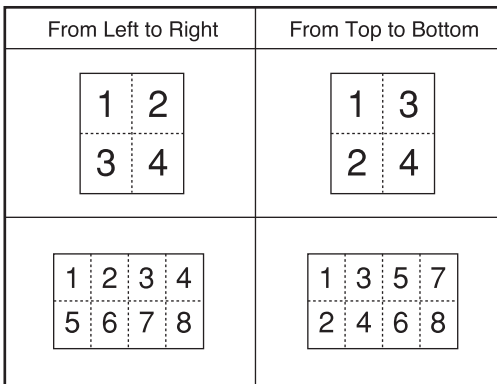 From Left to Right
From Top to Bottom
1 2
3 4
1 3
2 4
1 2 3 4
5 6 7 8
1 3 5 7
2 4 6 8